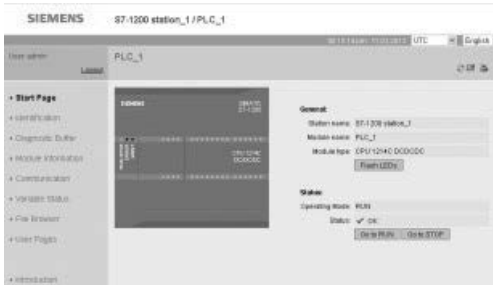 SIEMENS
S7-1200 station_1 / PLC_1
UTC
English
User: admin
PLC_1
Logout
Start Page
Identification
Diagnostic Buffer
Module Information
Communication
Variable Status
File Browser
User Pages
Introduction
SIEMENS
SIMATIC
S7-1200
CPU 1214C
DC/DC/DC
General:
Station name: S7-1200 station_1
Module name: PLC_1
Module type: CPU 1214C DC/DC/DC
Flash LEDs
Status:
Operating Mode: RUN
Status: OK
Go to RUN
Go to STOP